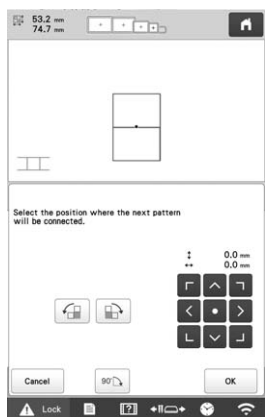 53.2 mm
74.7 mm
Select the position where the next pattern
will be connected.
0.0 mm
0.0 mm
Cancel
90°
OK
Lock